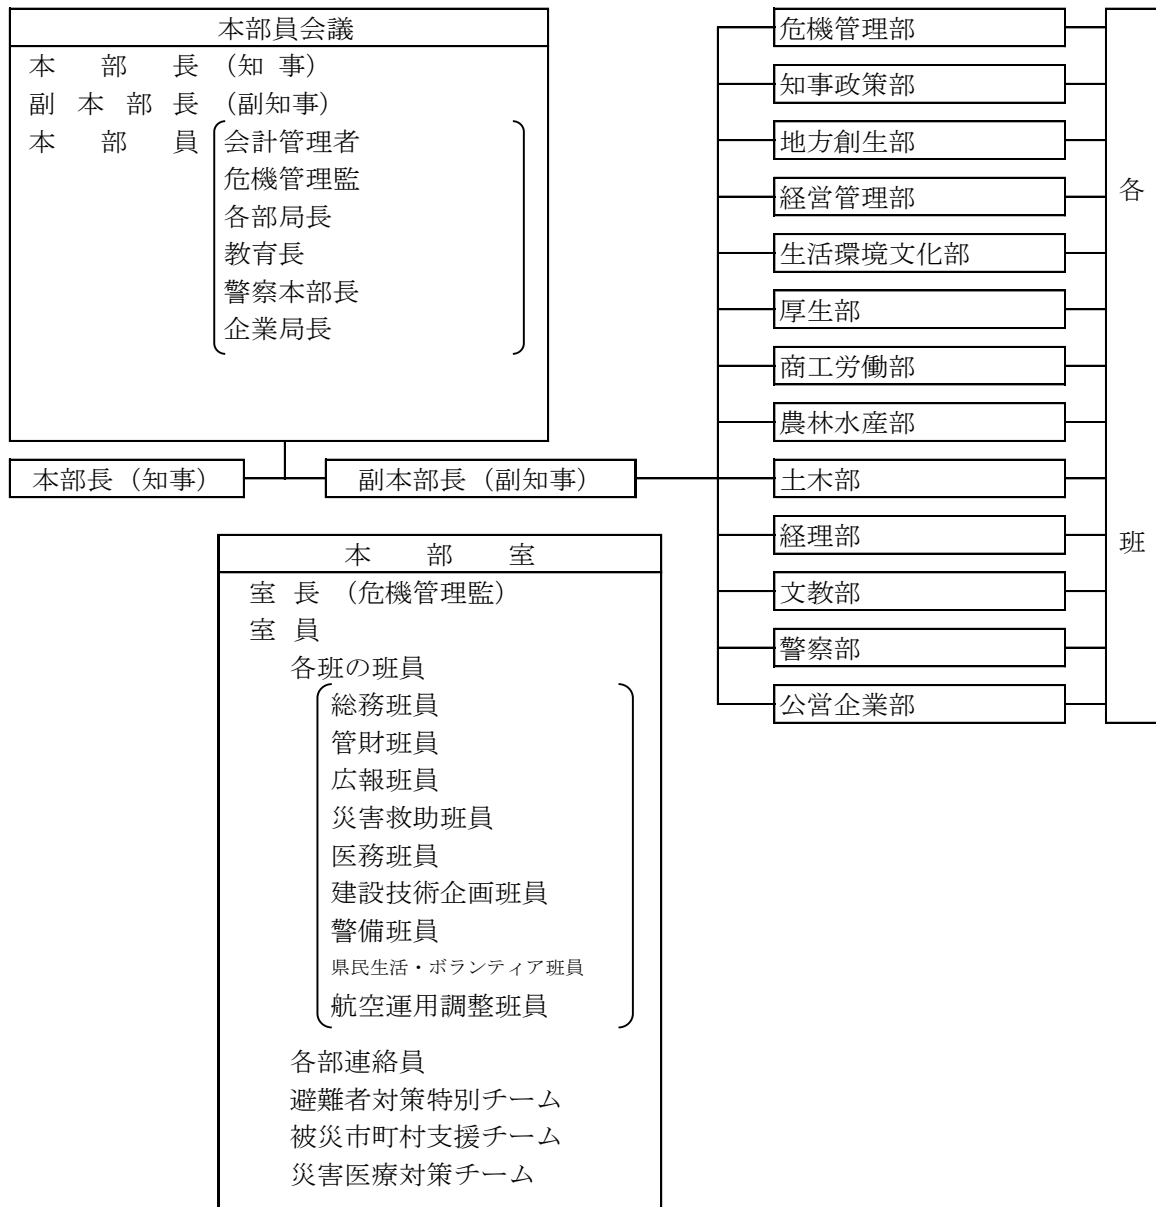 本部員会議
本部長（知事）
副本部長（副知事）
本部員
会計管理者
危機管理監
各部局長
教育長
警察本部長
企業局長
本部長（知事）
副本部長（副知事）
危機管理部
知事政策部
地方創生部
経営管理部
生活環境文化部
厚生部
商工労働部
農林水産部
土木部
経理部
文教部
警察部
公営企業部
各班
本部室
室長（危機管理監）
室員
各班の班員
総務班員
管財班員
広報班員
災害救助班員
医務班員
建設技術企画班員
警備班員
県民生活・ボランティア班員
航空運用調整班員
各部連絡員
避難者対策特別チーム
被災市町村支援チーム
災害医療対策チーム